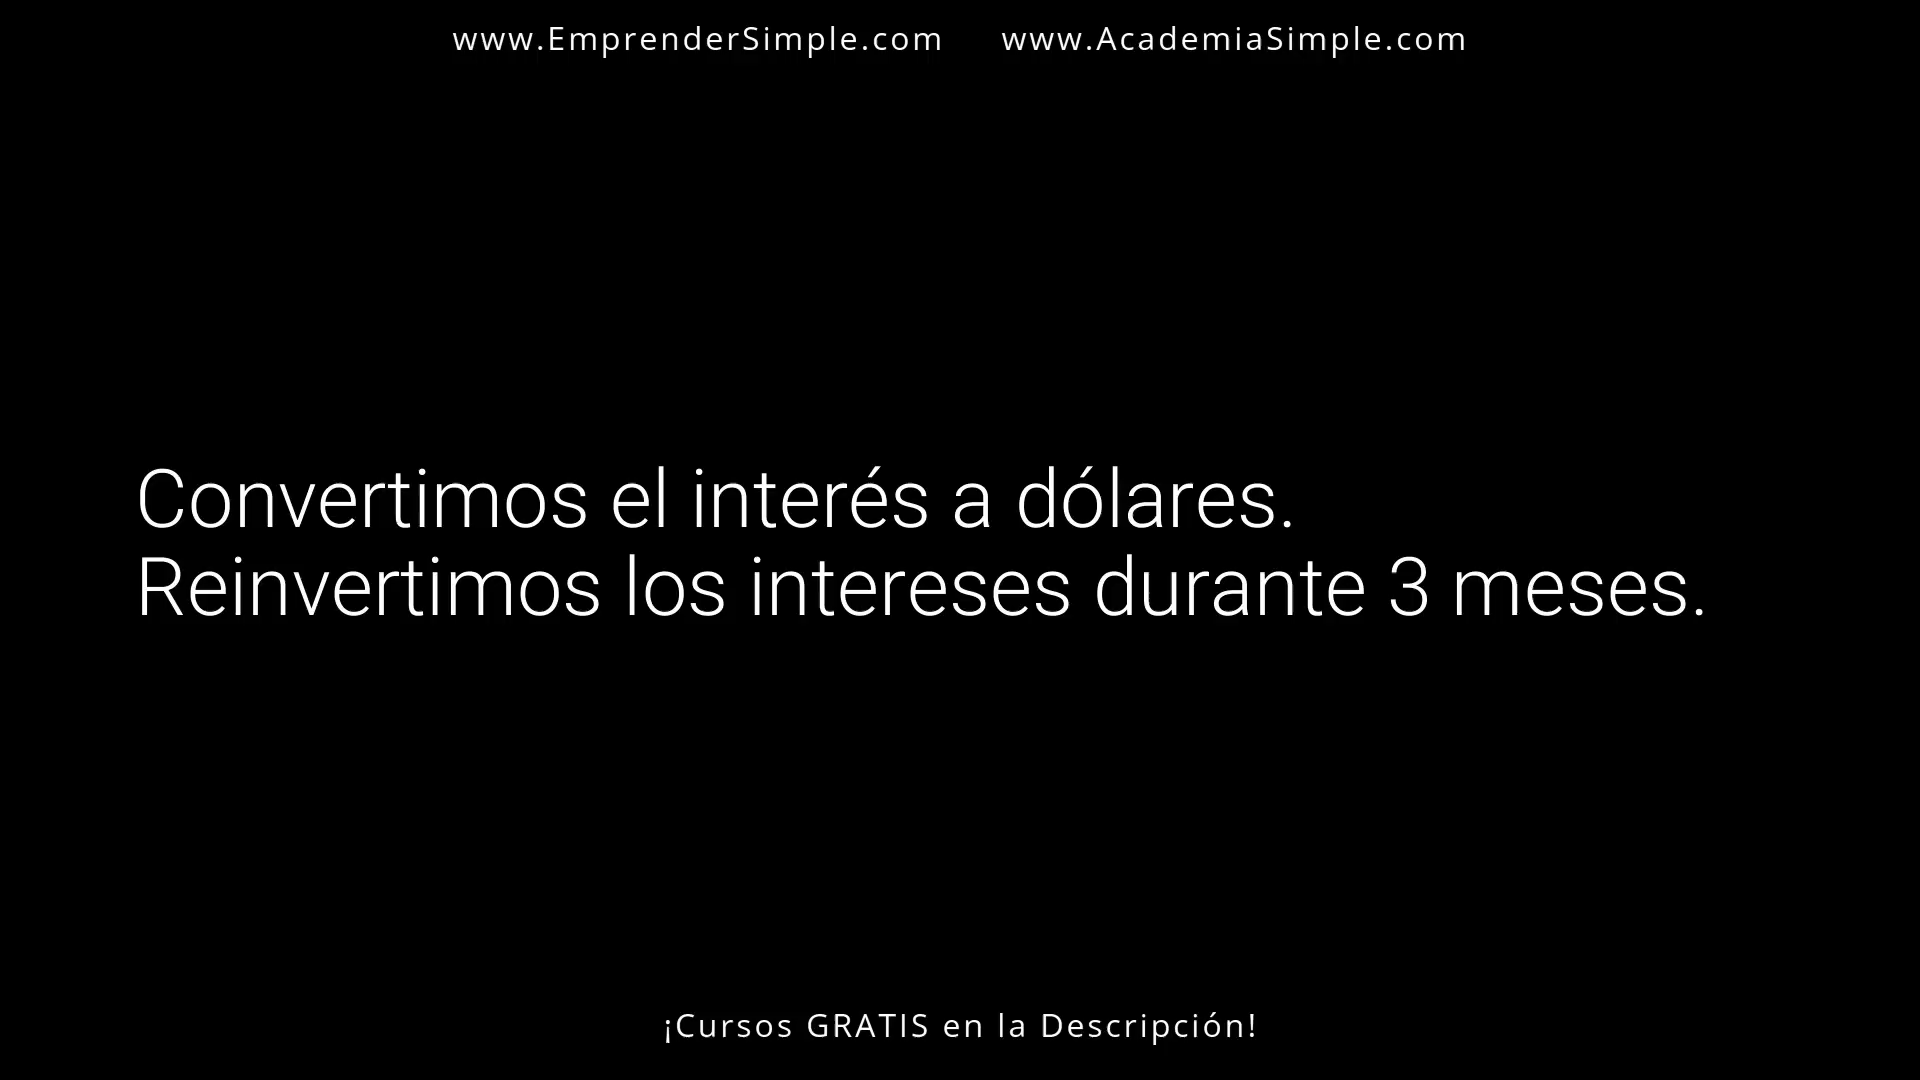 www.EmprenderSimple.com www.AcademiaSimple.com
Convertimos el interés a dólares.
Reinvertimos los intereses durante 3 meses.
¡Cursos GRATIS en la Descripción!